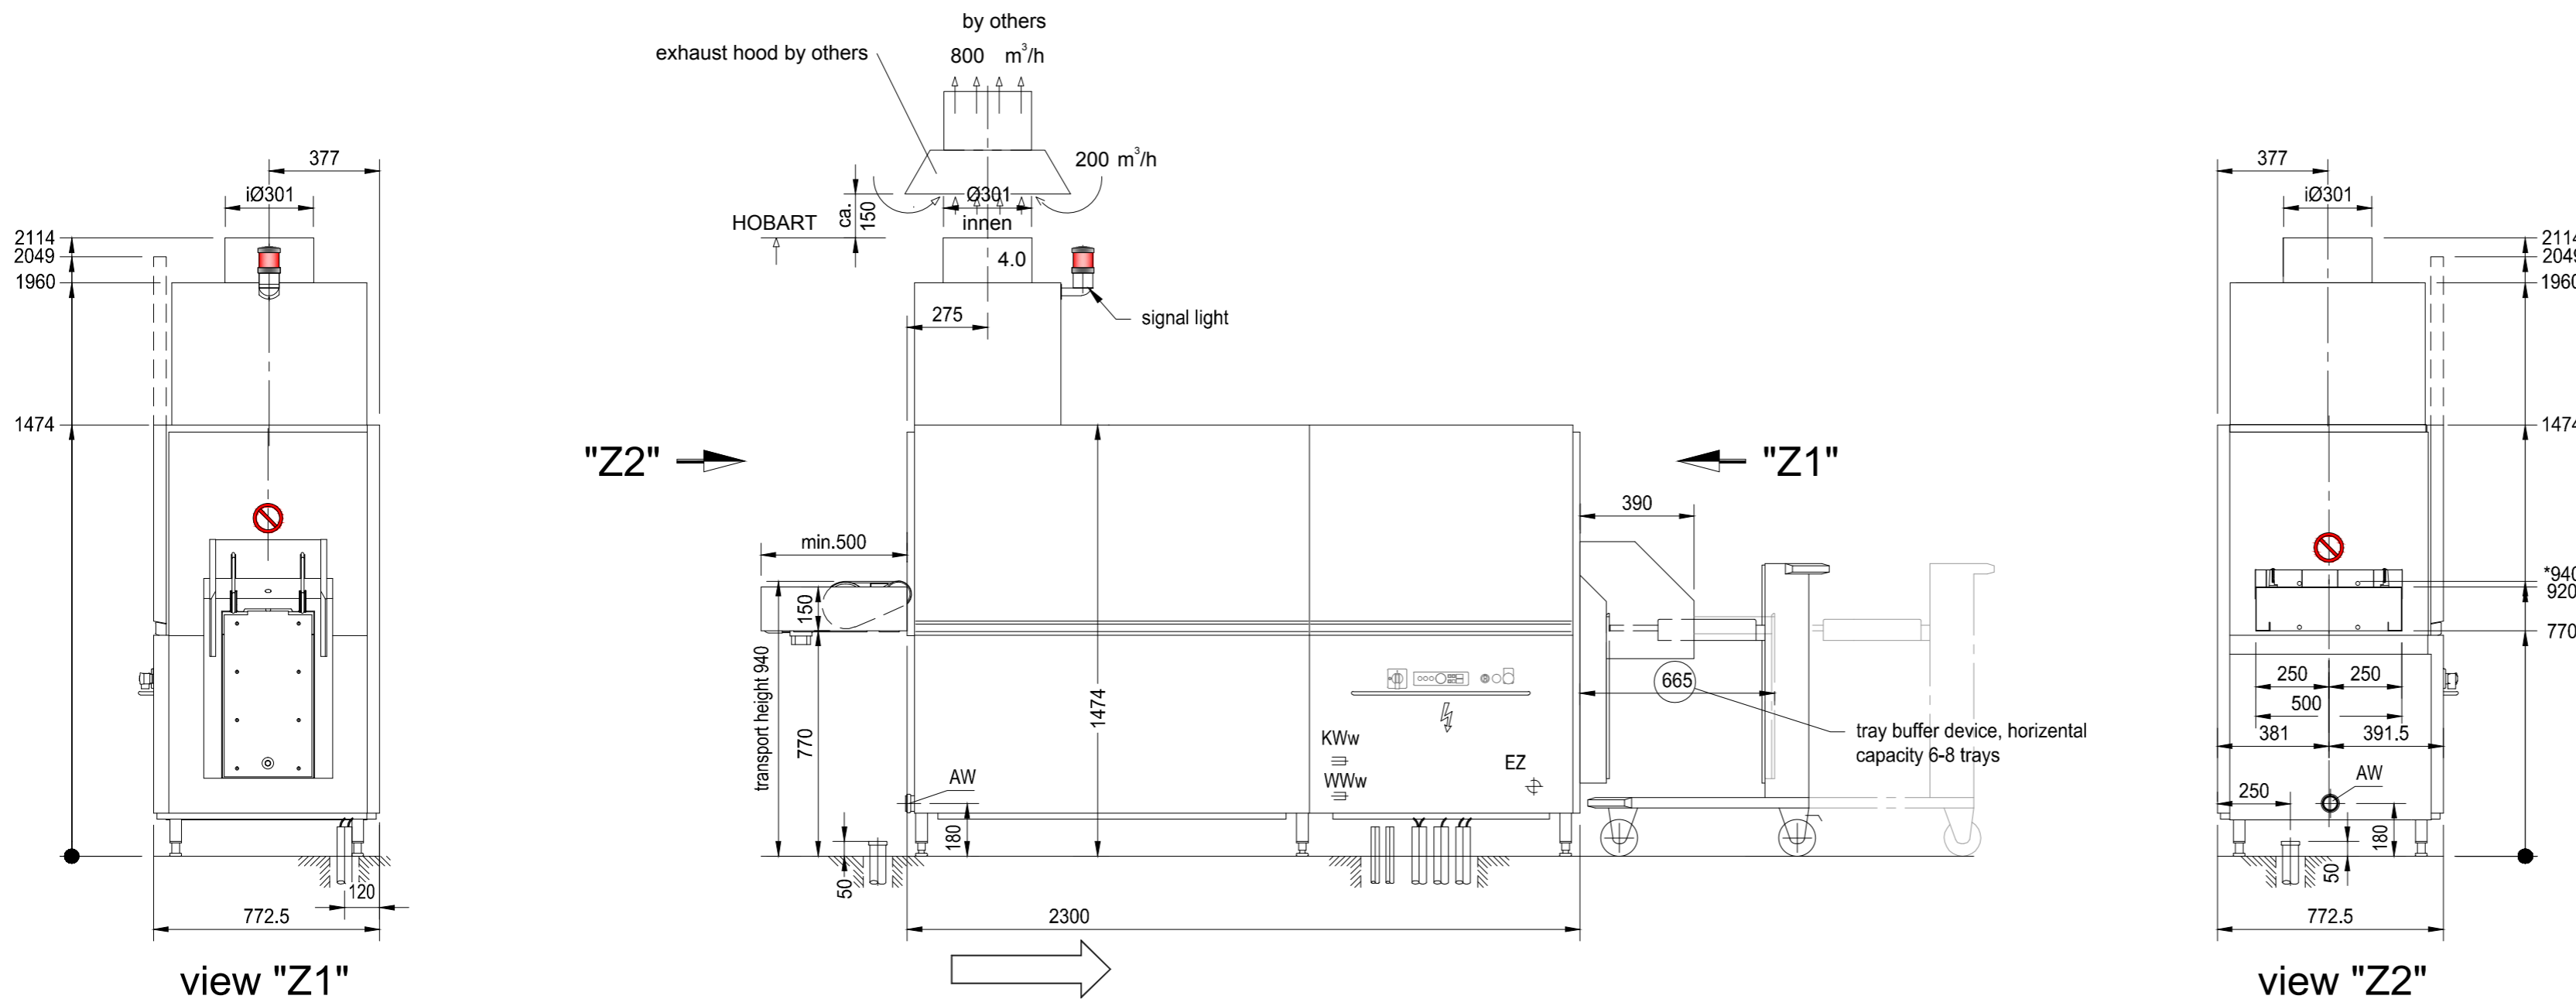 by others
exhaust hood by others
800 m³/h
200 m³/h
377
iØ301
2114
2049
1960
1474
120
772.5
view "Z1"
HOBART
ca.
150
Ø301
innen
4.0
275
signal light
"Z2"
"Z1"
min.500
390
150
transport height 940
770
1474
665
tray buffer device, horizental
capacity 6-8 trays
KWw
WWw
EZ
AW
180
50
2300
377
iØ301
2114
2049
1960
1474
*940
920
770
250
250
500
381
391.5
AW
250
180
50
772.5
view "Z2"